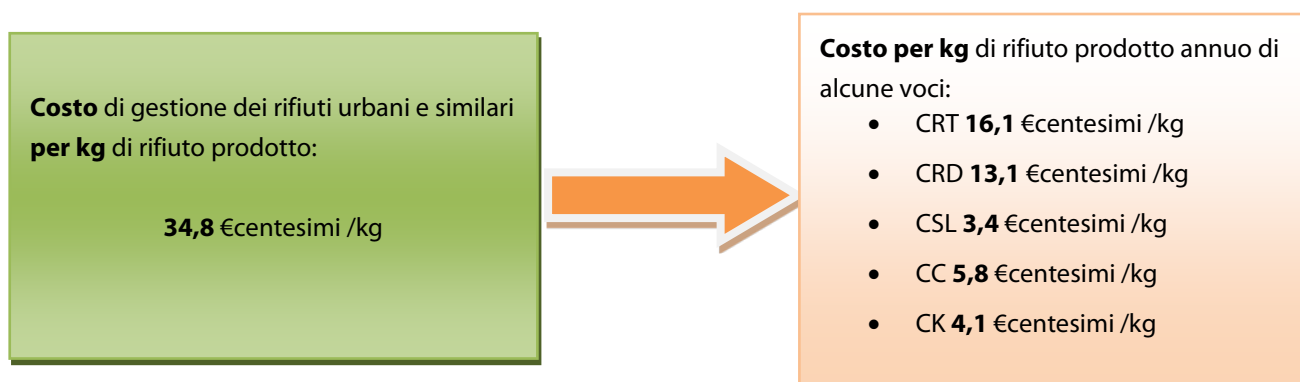 Costo di gestione dei rifiuti urbani e similari
per kg di rifiuto prodotto:
34,8 €centesimi /kg
Costo per kg di rifiuto prodotto annuo di
alcune voci:
• CRT 16,1 €centesimi /kg
• CRD 13,1 €centesimi /kg
• CSL 3,4 €centesimi /kg
• CC 5,8 €centesimi /kg
• CK 4,1 €centesimi /kg